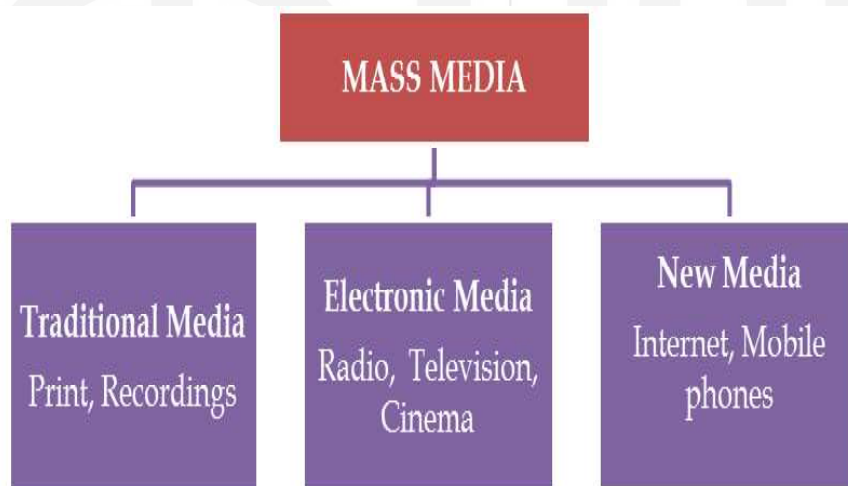 MASS MEDIA
Traditional Media
Print, Recordings
Electronic Media
Radio, Television,
Cinema
New Media
Internet, Mobile
phones